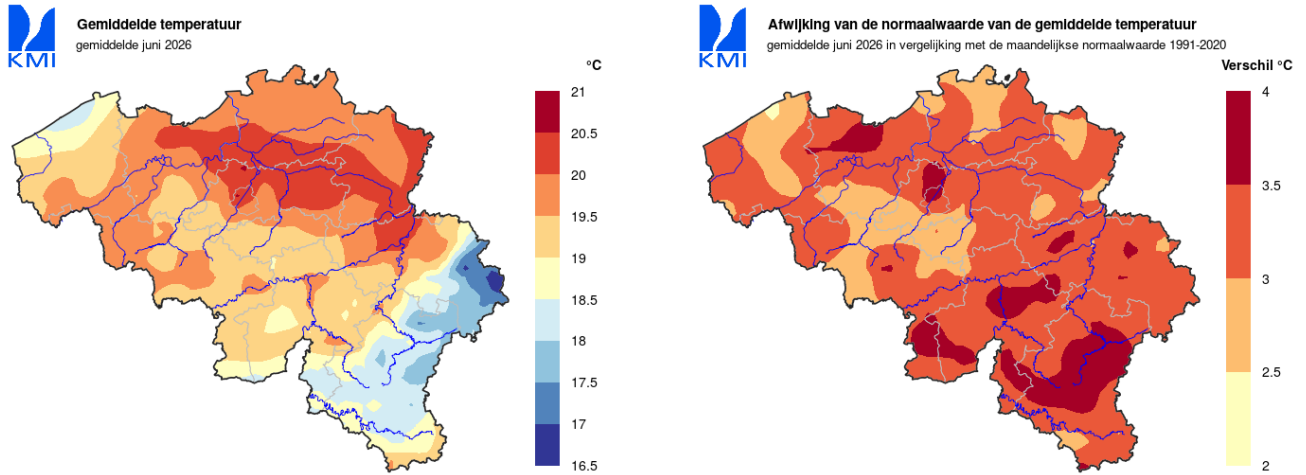 KMI
Gemiddelde temperatuur
gemiddelde juni 2026
°C
21
20.5
20
19.5
19
18.5
18
17.5
17
16.5
KMI
Afwijking van de normaalwaarde van de gemiddelde temperatuur
gemiddelde juni 2026 in vergelijking met de maandelijkse normaalwaarde 1991-2020
Verschil °C
4
3.5
3
2.5
2